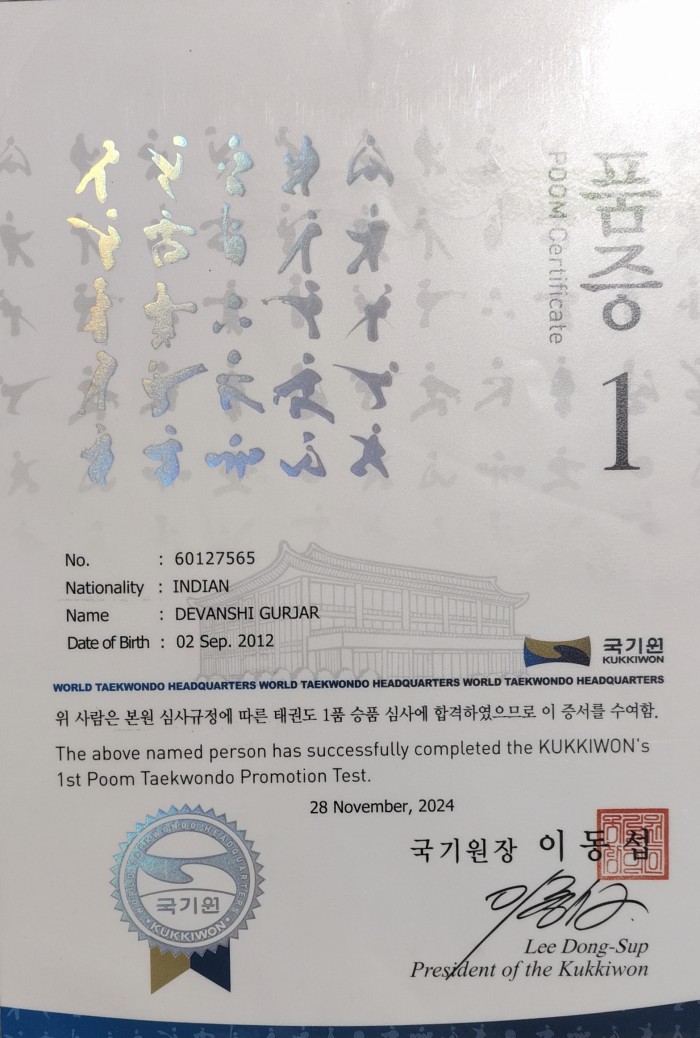 품증
POOM Certificate
1
No. : 60127565
Nationality : INDIAN
Name : DEVANSHI GURJAR
Date of Birth : 02 Sep. 2012
국기원
KUKKIWON
WORLD TAEKWONDO HEADQUARTERS WORLD TAEKWONDO HEADQUARTERS WORLD TAEKWONDO HEADQUARTERS
위 사람은 본원 심사규정에 따른 태권도 1품 승품 심사에 합격하였으므로 이 증서를 수여함.
The above named person has successfully completed the KUKKIWON's
1st Poom Taekwondo Promotion Test.
28 November, 2024
국기원장 이동섭
Lee Dong-Sup
President of the Kukkiwon
WORLD TAEKWONDO HEADQUARTERS
국기원
KUKKIWON